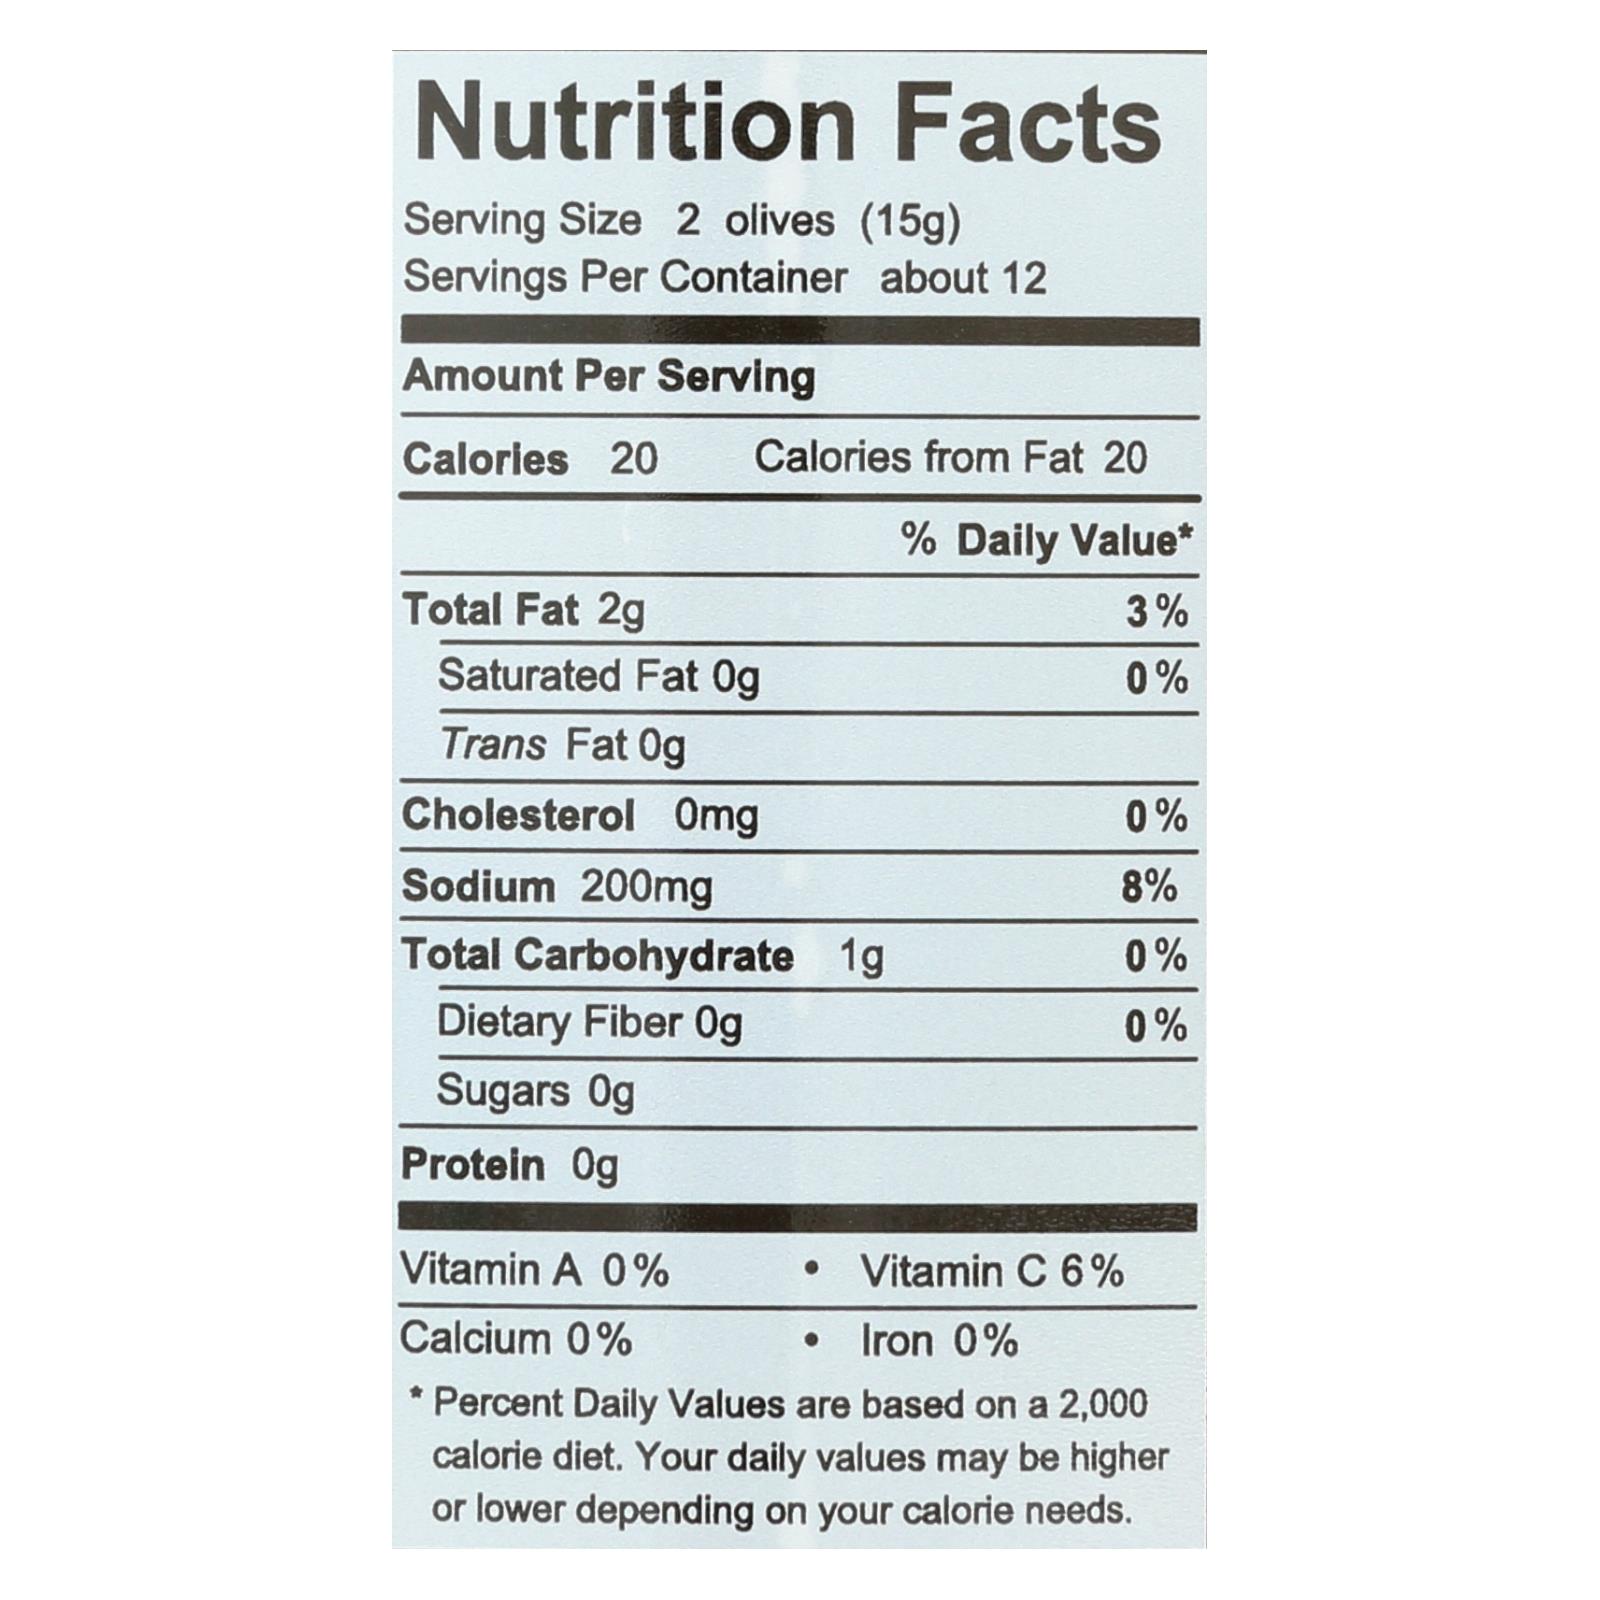 Nutrition Facts
Serving Size 2 olives (15g)
Servings Per Container about 12
Amount Per Serving
Calories 20 Calories from Fat 20
% Daily Value*
Total Fat 2g 3%
Saturated Fat 0g 0%
Trans Fat 0g
Cholesterol 0mg 0%
Sodium 200mg 8%
Total Carbohydrate 1g 0%
Dietary Fiber 0g 0%
Sugars 0g
Protein 0g
Vitamin A 0% • Vitamin C 6%
Calcium 0% • Iron 0%
* Percent Daily Values are based on a 2,000
calorie diet. Your daily values may be higher
or lower depending on your calorie needs.